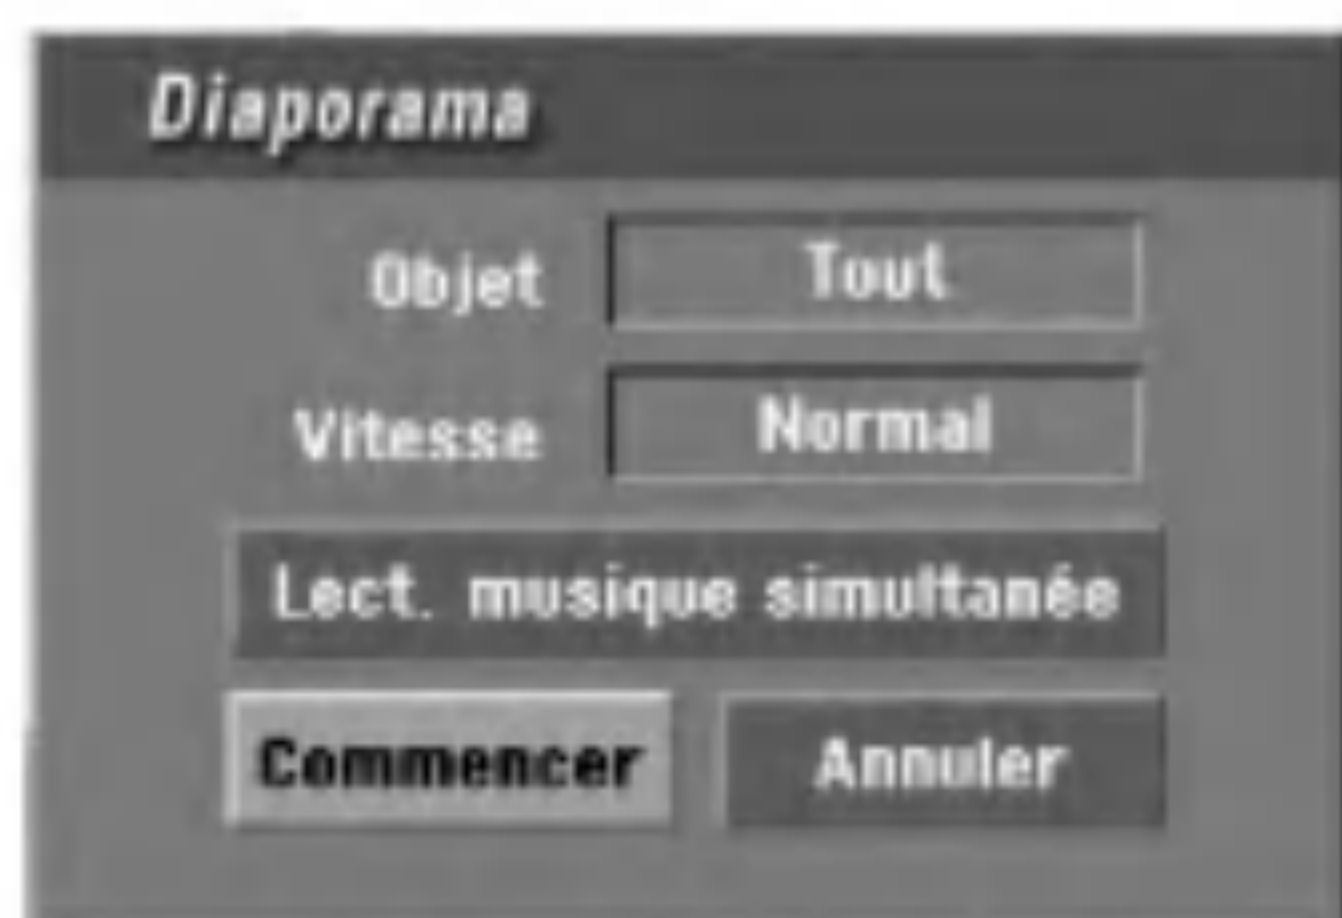 Diaporama
Objet Tout
Vitesse Normal
Lect. musique simultanée
Commencer Annuler